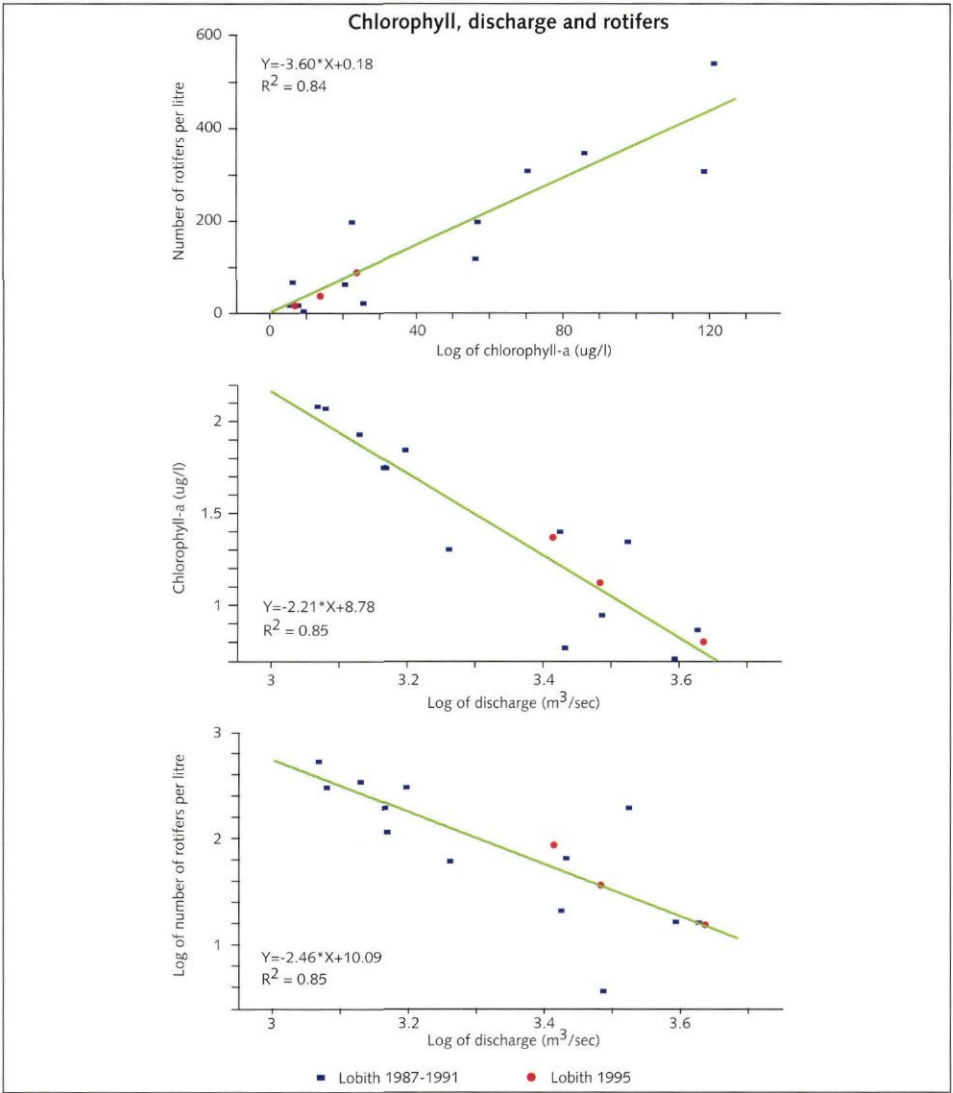 Chlorophyll, discharge and rotifers
600
400
200
0
Number of rotifers per litre
Y=-3.60*X+0.18
R² = 0.84
0 40 80 120
Log of chlorophyll-a (ug/l)
2
1.5
1
Chlorophyll-a (ug/l)
Y=-2.21*X+8.78
R² = 0.85
3 3.2 3.4 3.6
Log of discharge (m³/sec)
3
2
1
Log of number of rotifers per litre
Y=-2.46*X+10.09
R² = 0.85
3 3.2 3.4 3.6
Log of discharge (m³/sec)
Lobith 1987-1991 Lobith 1995